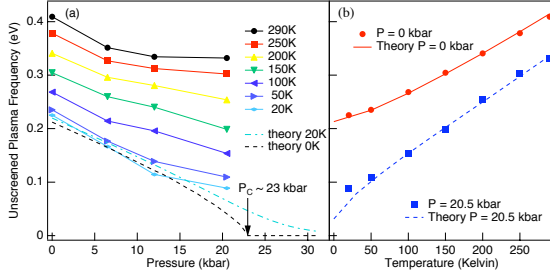 (a)
(b)
Unscreened Plasma Frequency (eV)
0.4
0.3
0.2
0.1
0
290K
250K
200K
150K
100K
50K
20K
theory 20K
theory 0K
P_C ~ 23 kbar
0 5 10 15 20 25 30
Pressure (kbar)
P = 0 kbar
Theory P = 0 kbar
P = 20.5 kbar
Theory P = 20.5 kbar
0 50 100 150 200 250
Temperature (Kelvin)